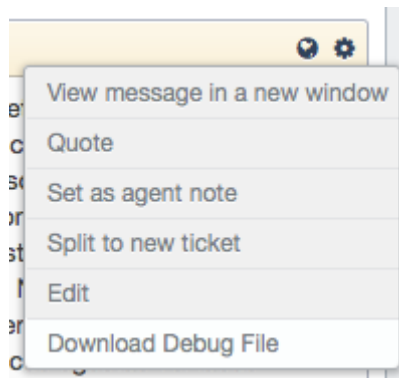 View message in a new window
Quote
Set as agent note
Split to new ticket
Edit
Download Debug File